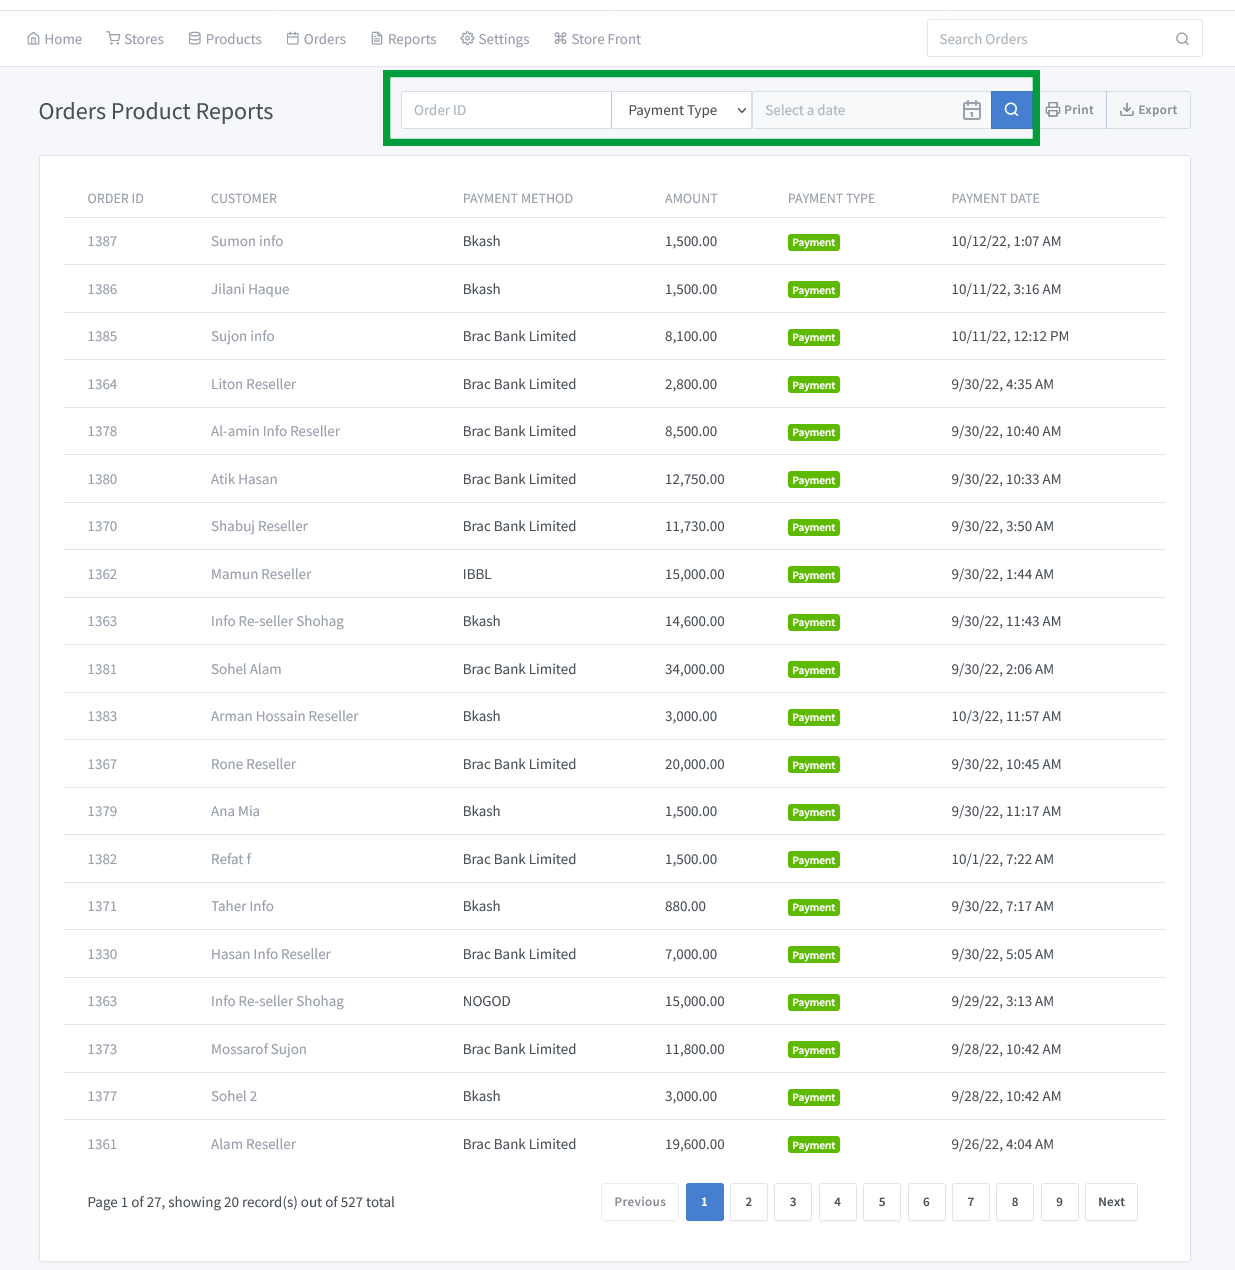 Home Stores Products Orders Reports Settings Store Front Search Orders
Orders Product Reports Order ID Payment Type Select a date Print Export
ORDER ID CUSTOMER PAYMENT METHOD AMOUNT PAYMENT TYPE PAYMENT DATE
1387 Sumon info Bkash 1,500.00 Payment 10/12/22, 1:07 AM
1386 Jilani Haque Bkash 1,500.00 Payment 10/11/22, 3:16 AM
1385 Sujon info Brac Bank Limited 8,100.00 Payment 10/11/22, 12:12 PM
1364 Liton Reseller Brac Bank Limited 2,800.00 Payment 9/30/22, 4:35 AM
1378 Al-amin Info Reseller Brac Bank Limited 8,500.00 Payment 9/30/22, 10:40 AM
1380 Atik Hasan Brac Bank Limited 12,750.00 Payment 9/30/22, 10:33 AM
1370 Shabuj Reseller Brac Bank Limited 11,730.00 Payment 9/30/22, 3:50 AM
1362 Mamun Reseller IBBL 15,000.00 Payment 9/30/22, 1:44 AM
1363 Info Re-seller Shohag Bkash 14,600.00 Payment 9/30/22, 11:43 AM
1381 Sohel Alam Brac Bank Limited 34,000.00 Payment 9/30/22, 2:06 AM
1383 Arman Hossain Reseller Bkash 3,000.00 Payment 10/3/22, 11:57 AM
1367 Rone Reseller Brac Bank Limited 20,000.00 Payment 9/30/22, 10:45 AM
1379 Ana Mia Bkash 1,500.00 Payment 9/30/22, 11:17 AM
1382 Refat f Brac Bank Limited 1,500.00 Payment 10/1/22, 7:22 AM
1371 Taher Info Bkash 880.00 Payment 9/30/22, 7:17 AM
1330 Hasan Info Reseller Brac Bank Limited 7,000.00 Payment 9/30/22, 5:05 AM
1363 Info Re-seller Shohag NOGOD 15,000.00 Payment 9/29/22, 3:13 AM
1373 Mossarof Sujon Brac Bank Limited 11,800.00 Payment 9/28/22, 10:42 AM
1377 Sohel 2 Bkash 3,000.00 Payment 9/28/22, 10:42 AM
1361 Alam Reseller Brac Bank Limited 19,600.00 Payment 9/26/22, 4:04 AM
Page 1 of 27, showing 20 record(s) out of 527 total Previous 1 2 3 4 5 6 7 8 9 Next